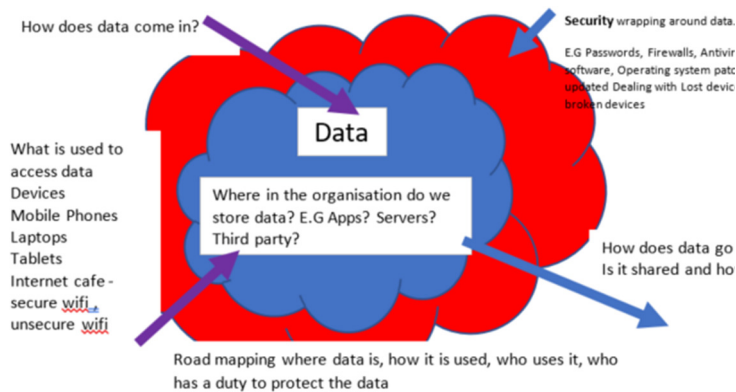 How does data come in?
Security wrapping around data.
E.G Passwords, Firewalls,
software, Operating system
updated Dealing with Lost
broken devices
Data
What is used to
access data
Devices
Mobile Phones
Laptops
Tablets
Internet cafe -
secure wifi,
unsecure wifi
Where in the organisation do we
store data? E.G Apps? Servers?
Third party?
How does data go
Is it shared and
Road mapping where data is, how it is used, who uses it, who
has a duty to protect the data